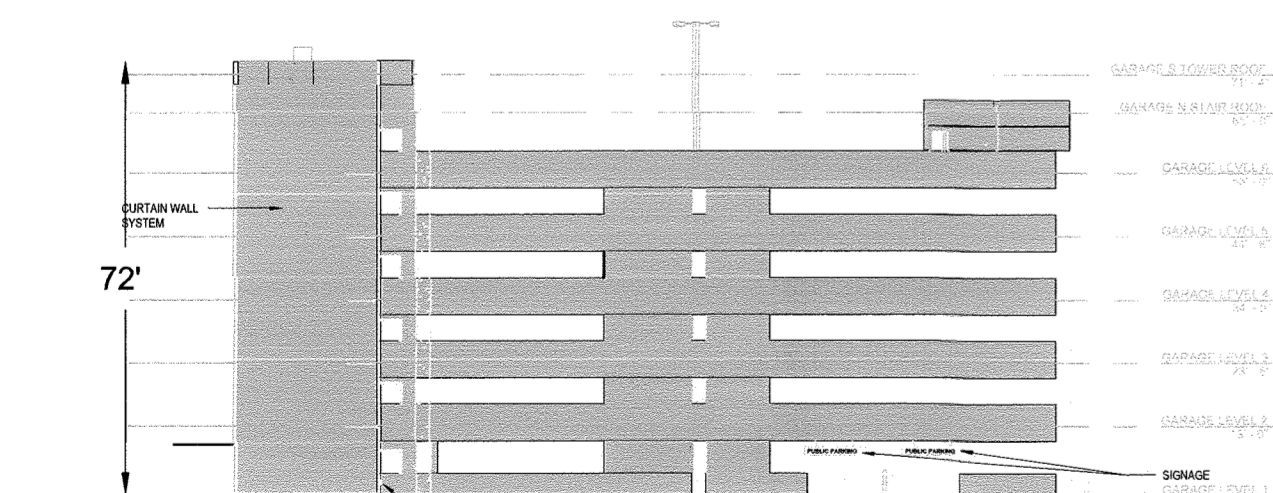 GARAGE S TOWER ROOF
GARAGE N STAIR ROOF
GARAGE LEVEL 6
CURTAIN WALL
SYSTEM
GARAGE LEVEL 5
72'
GARAGE LEVEL 4
GARAGE LEVEL 3
GARAGE LEVEL 2
PUBLIC PARKING
PUBLIC PARKING
SIGNAGE
GARAGE LEVEL 1